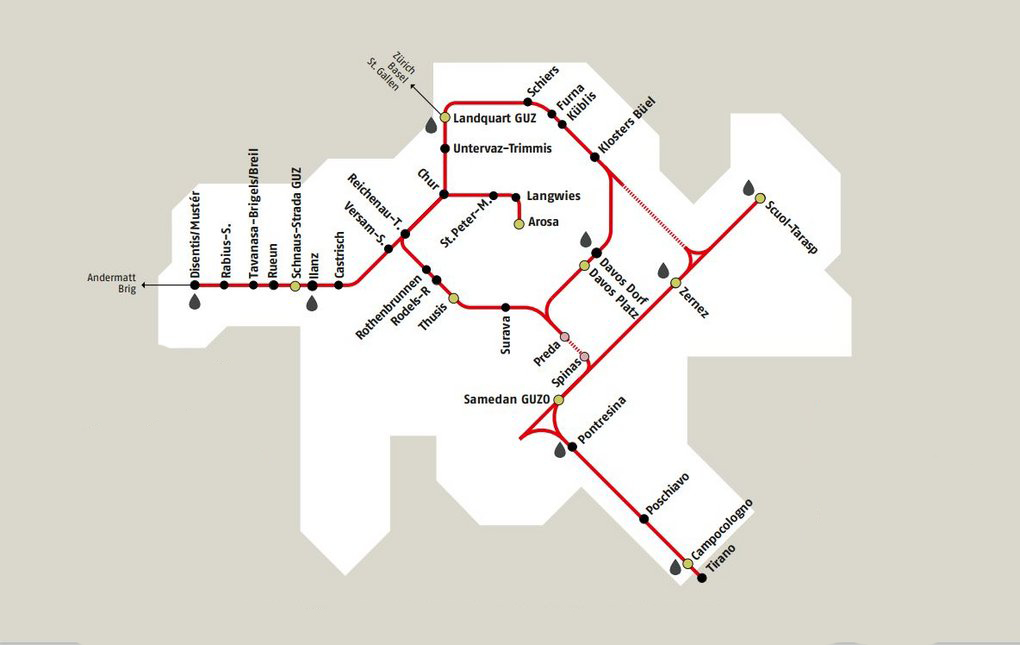 Zürich
Basel
St. Gallen
Schiers
Furna
Küblis
Landquart GUZ
Klosters Büel
Untervaz-Trimmis
Chur
Langwies
St.Peter-M.
Arosa
Reichenau-T.
Versam-S.
Disentis/Mustér
Rabius-S.
Tavanasa-Brigels/Breil
Rueun
Schnaus-Strada GUZ
Ilanz
Castrisch
Andermatt
Brig
Scuol-Tarasp
Davos Dorf
Davos Platz
Zernez
Rothenbrunnen
Rodels-R
Thusis
Surava
Preda
Spinas
Samedan GUZO
Pontresina
Poschiavo
Campocologno
Tirano